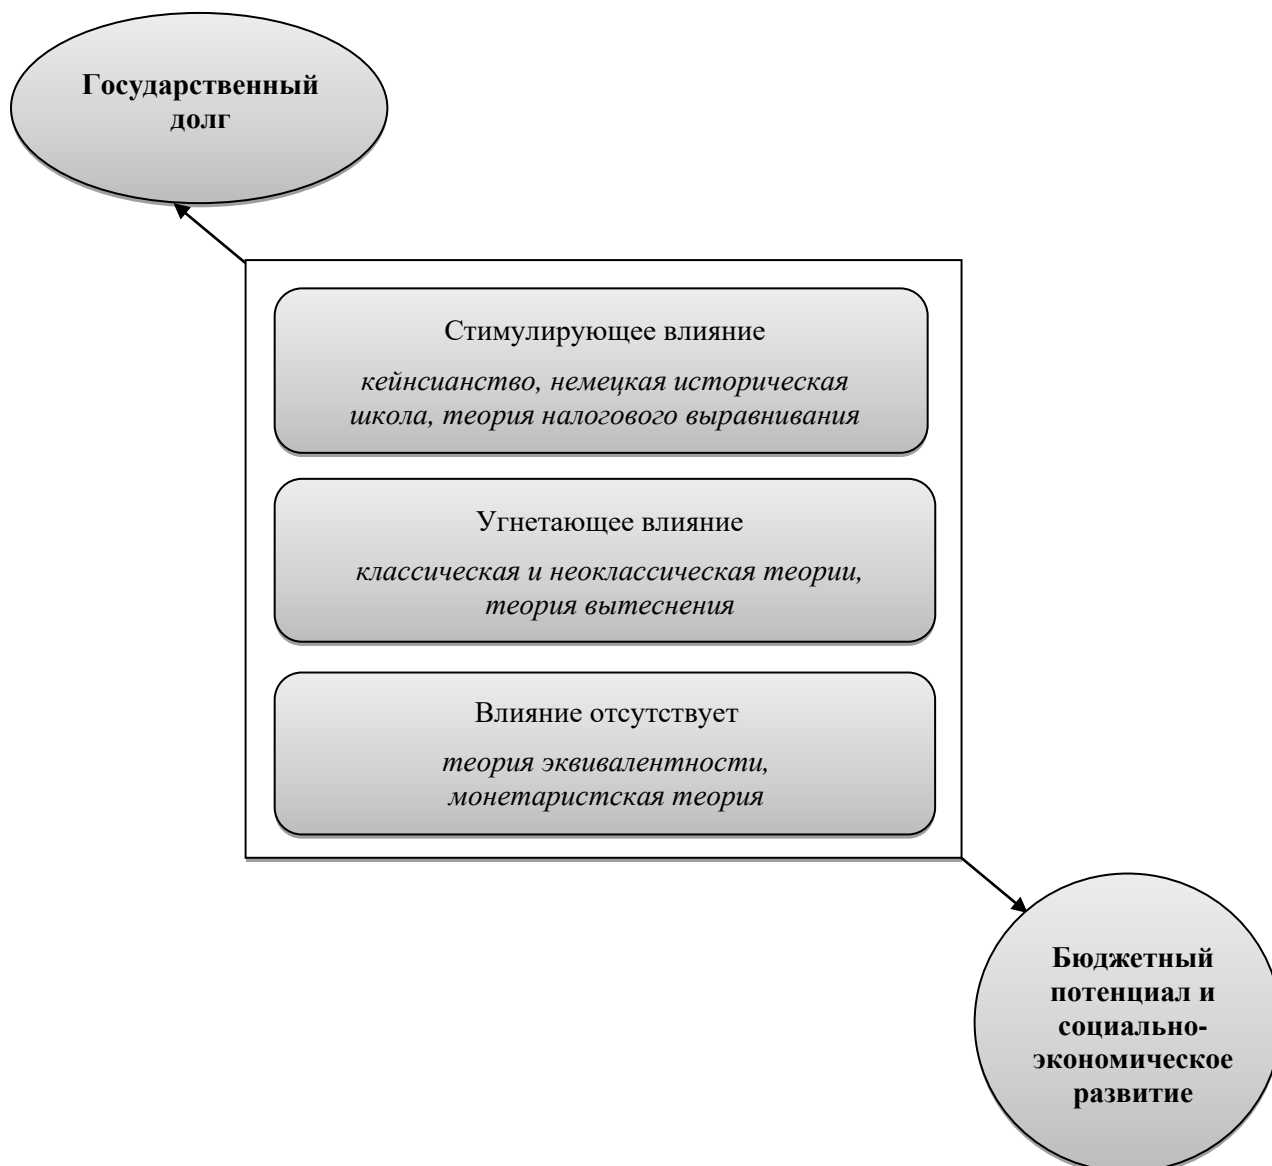 Государственный
долг
Стимулирующее влияние
кейнсианство, немецкая историческая
школа, теория налогового выравнивания
Угнетающее влияние
классическая и неоклассическая теории,
теория вытеснения
Влияние отсутствует
теория эквивалентности,
монетаристская теория
Бюджетный
потенциал и
социально-
экономическое
развитие